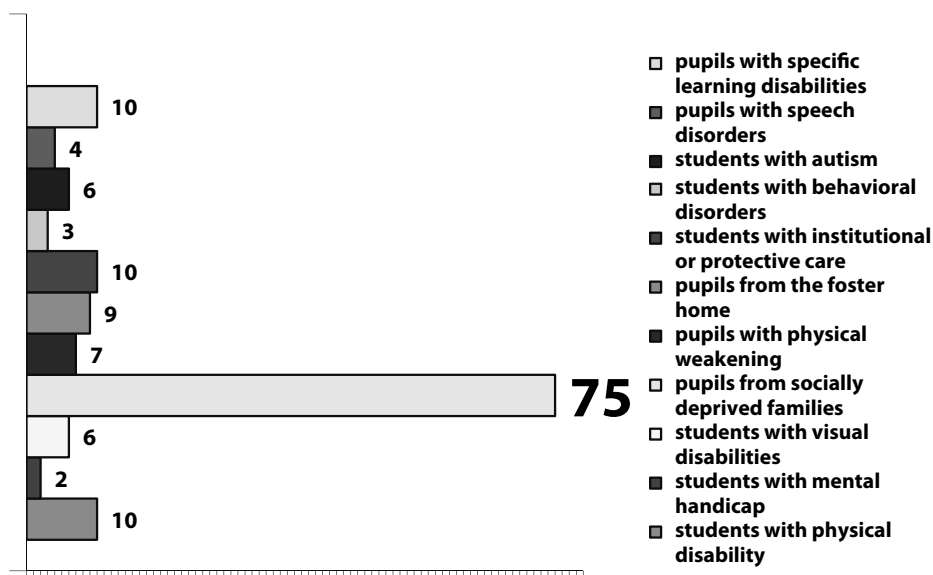 10
4
6
3
10
9
7
75
6
2
10
pupils with specific
learning disabilities
pupils with speech
disorders
students with autism
students with behavioral
disorders
students with institutional
or protective care
pupils from the foster
home
pupils with physical
weakening
pupils from socially
deprived families
students with visual
disabilities
students with mental
handicap
students with physical
disability